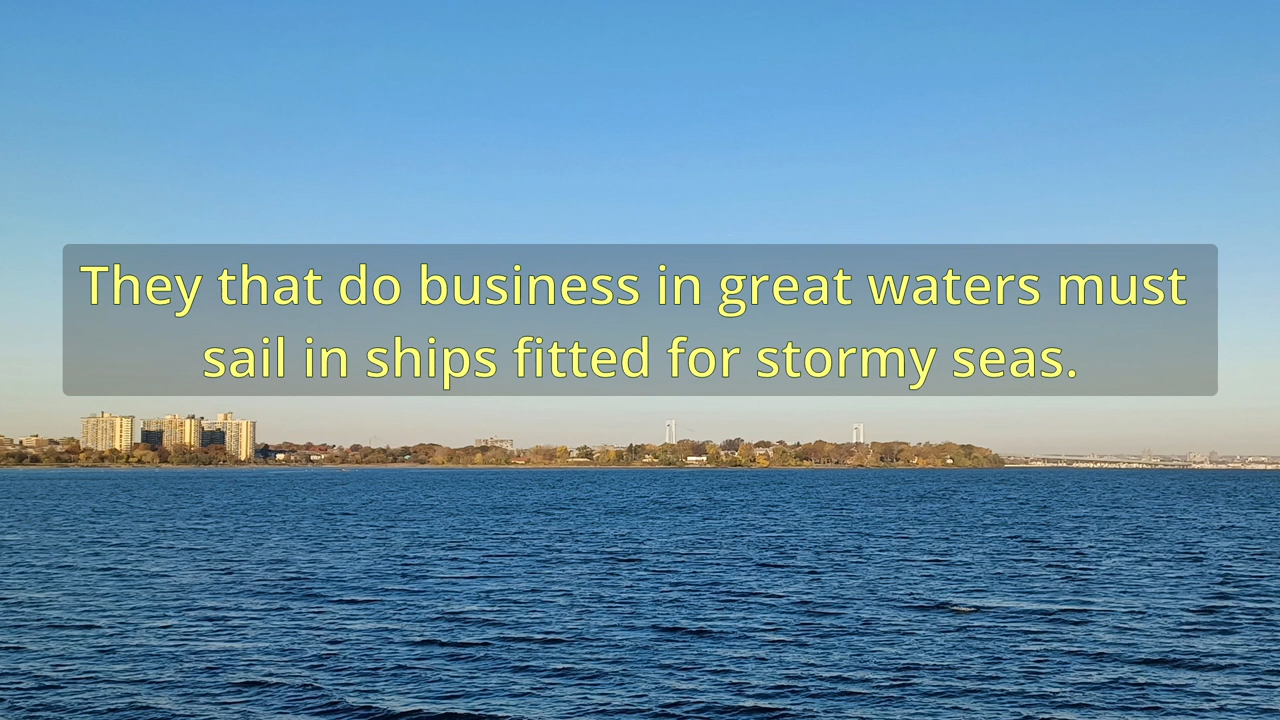 They that do business in great waters must
sail in ships fitted for stormy seas.